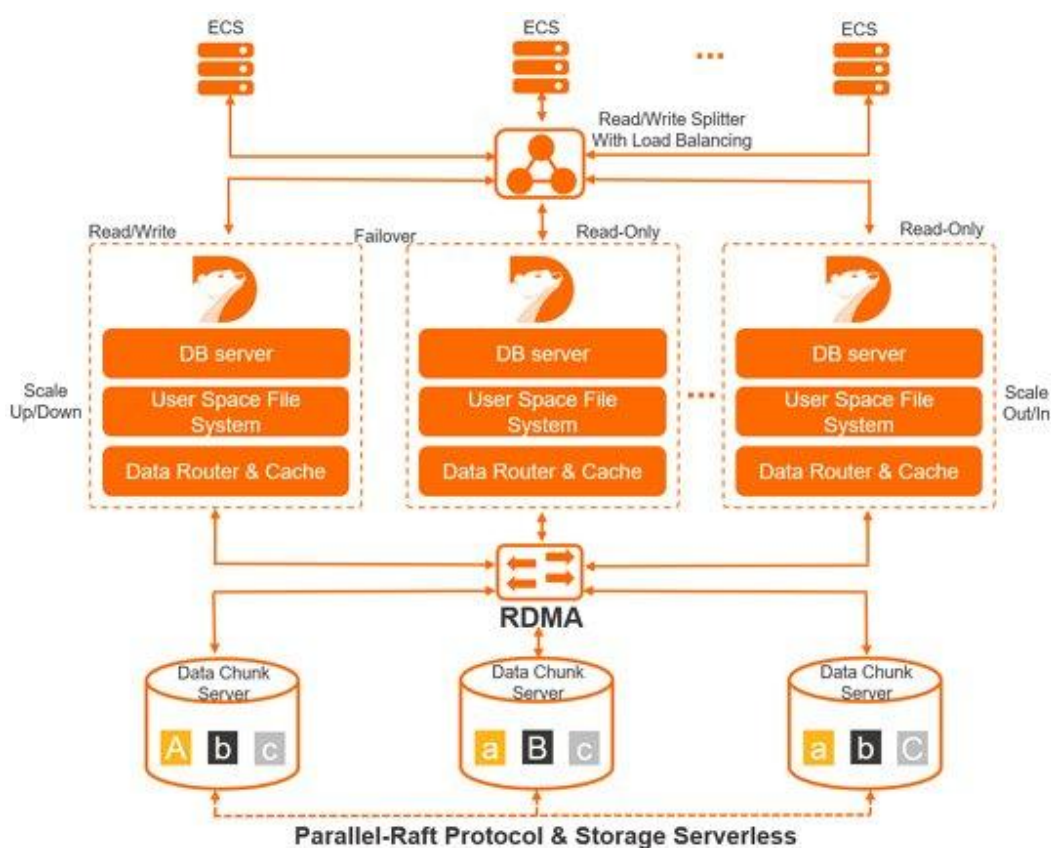 ECS
ECS
...
ECS
Read/Write Splitter
With Load Balancing
Read/Write
Failover
Read-Only
Read-Only
DB server
DB server
DB server
Scale
Up/Down
User Space File
System
User Space File
System
...
User Space File
System
Scale
Out/In
Data Router & Cache
Data Router & Cache
Data Router & Cache
RDMA
Data Chunk
Server
Data Chunk
Server
Data Chunk
Server
A b c
a B c
a b C
Parallel-Raft Protocol & Storage Serverless